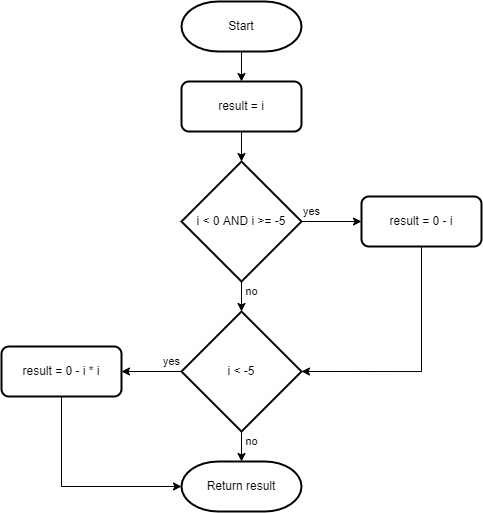 Start
result = i
i < 0 AND i >= -5
yes
result = 0 - i
no
i < -5
yes
result = 0 - i * i
no
Return result